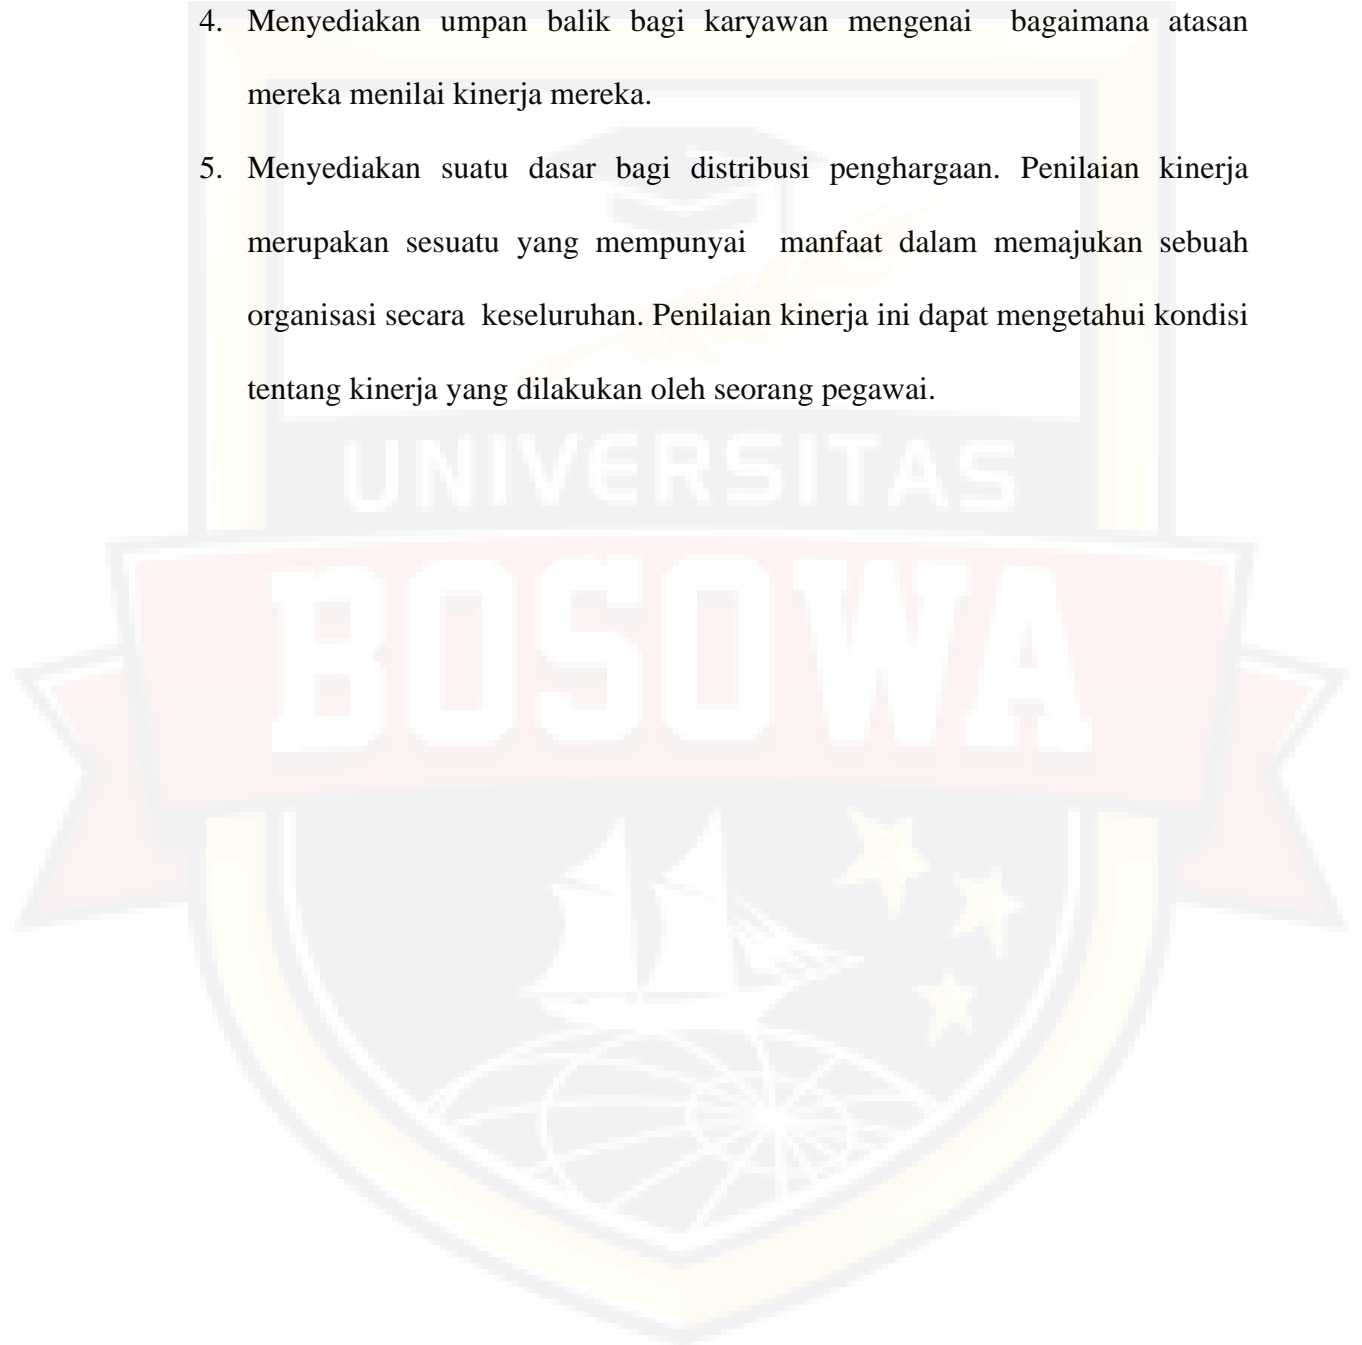 4. Menyediakan umpan balik bagi karyawan mengenai bagaimana atasan
mereka menilai kinerja mereka.
5. Menyediakan suatu dasar bagi distribusi penghargaan. Penilaian kinerja
merupakan sesuatu yang mempunyai manfaat dalam memajukan sebuah
organisasi secara keseluruhan. Penilaian kinerja ini dapat mengetahui kondisi
tentang kinerja yang dilakukan oleh seorang pegawai.
UNIVERSITAS
BOSOWA